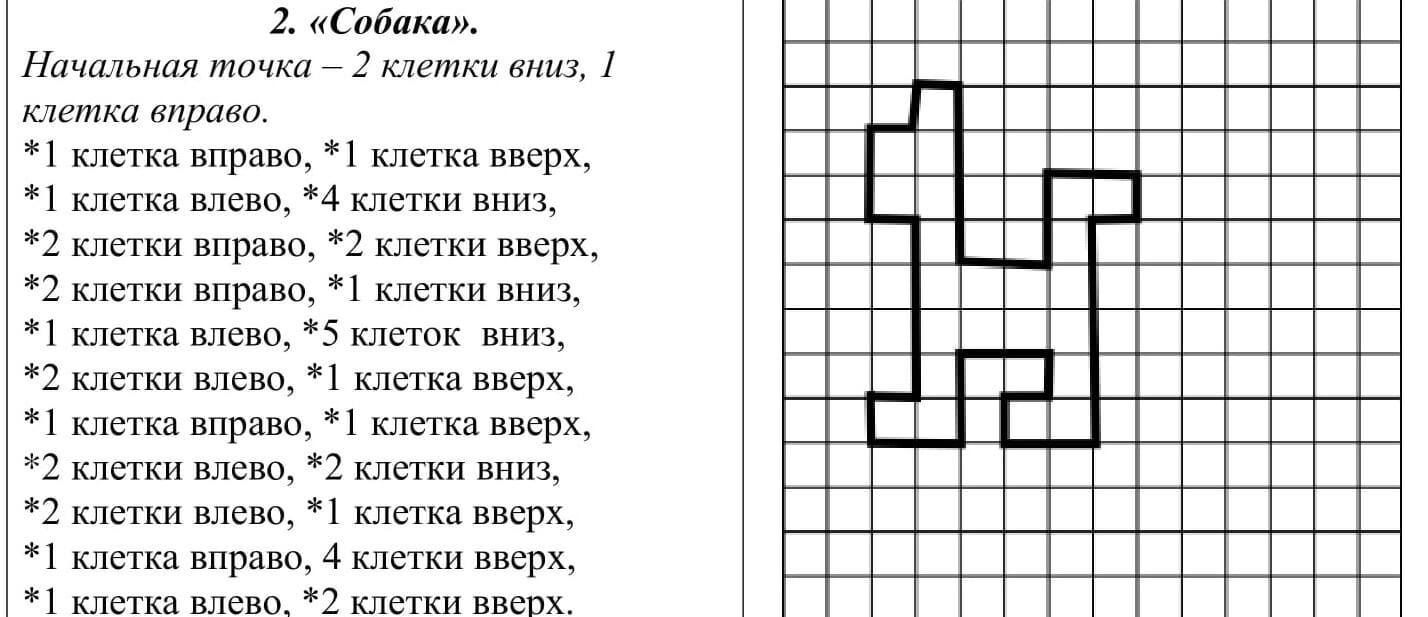 2. «Собака».
Начальная точка – 2 клетки вниз, 1
клетка вправо.
*1 клетка вправо, *1 клетка вверх,
*1 клетка влево, *4 клетки вниз,
*2 клетки вправо, *2 клетки вверх,
*2 клетки вправо, *1 клетки вниз,
*1 клетка влево, *5 клеток вниз,
*2 клетки влево, *1 клетка вверх,
*1 клетка вправо, *1 клетка вверх,
*2 клетки влево, *2 клетки вниз,
*2 клетки влево, *1 клетка вверх,
*1 клетка вправо, 4 клетки вверх,
*1 клетка влево, *2 клетки вверх.